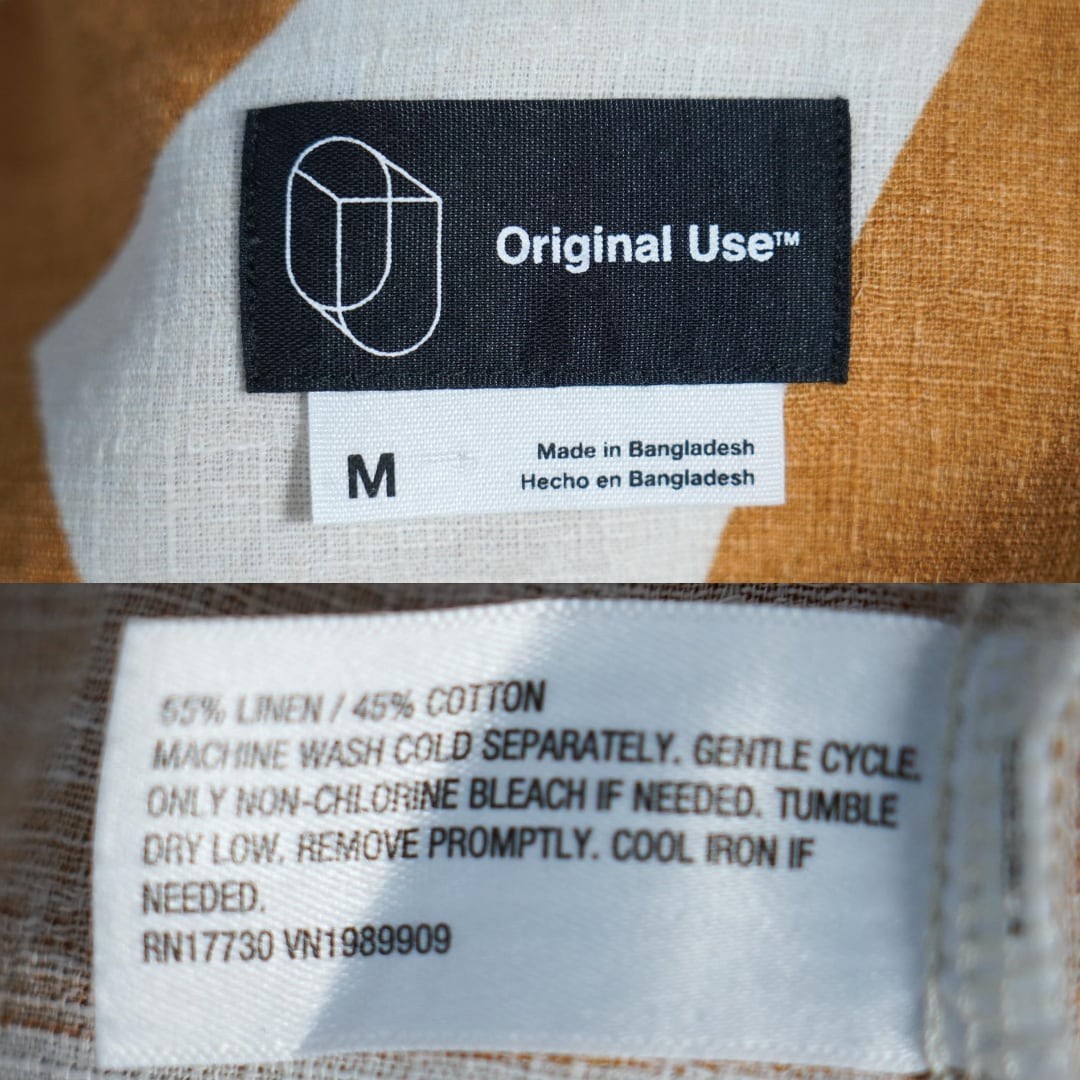 Original Use™
M
Made in Bangladesh
Hecho en Bangladesh
55% LINEN / 45% COTTON
MACHINE WASH COLD SEPARATELY. GENTLE CYCLE.
ONLY NON-CHLORINE BLEACH IF NEEDED. TUMBLE
DRY LOW. REMOVE PROMPTLY. COOL IRON IF
NEEDED.
RN17730 VN1989909